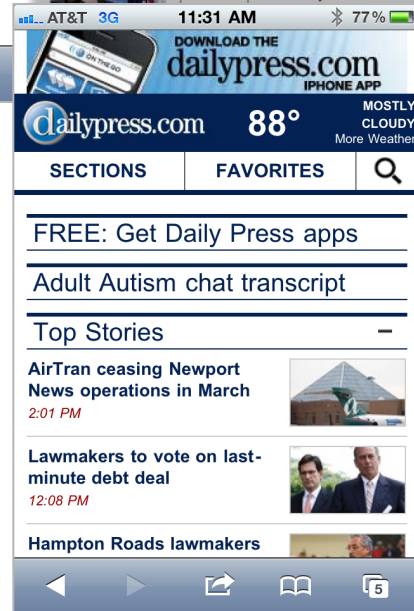 AT&T 3G 11:31 AM 77%
ON THE GO
DOWNLOAD THE
dailypress.com
IPHONE APP
dailypress.com 88° MOSTLY
CLOUDY
More Weather
SECTIONS FAVORITES
FREE: Get Daily Press apps
Adult Autism chat transcript
Top Stories
AirTran ceasing Newport
News operations in March
2:01 PM
Lawmakers to vote on last-
minute debt deal
12:08 PM
Hampton Roads lawmakers
5